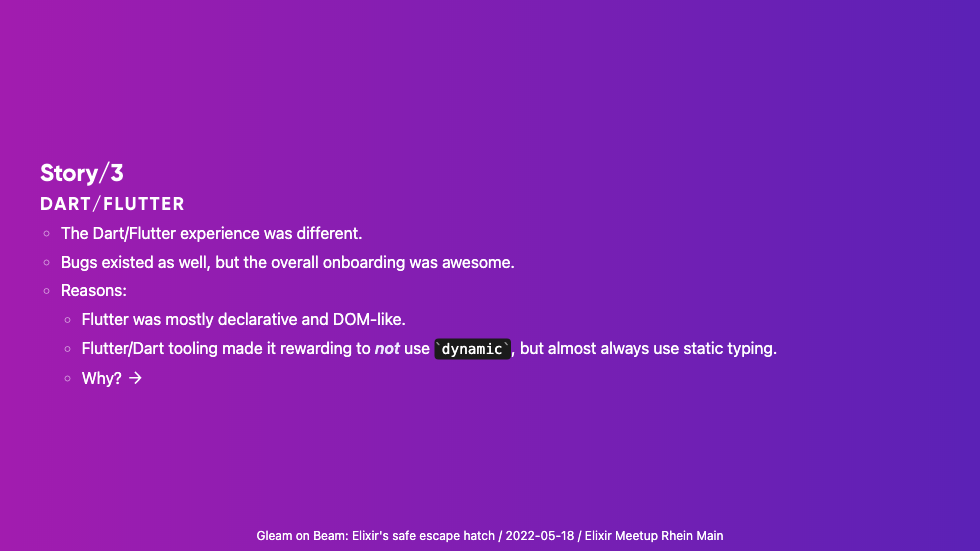 Story/3
DART/FLUTTER
The Dart/Flutter experience was different.
Bugs existed as well, but the overall onboarding was awesome.
Reasons:
Flutter was mostly declarative and DOM-like.
Flutter/Dart tooling made it rewarding to not use `dynamic`, but almost always use static typing.
Why? →
Gleam on Beam: Elixir's safe escape hatch / 2022-05-18 / Elixir Meetup Rhein Main